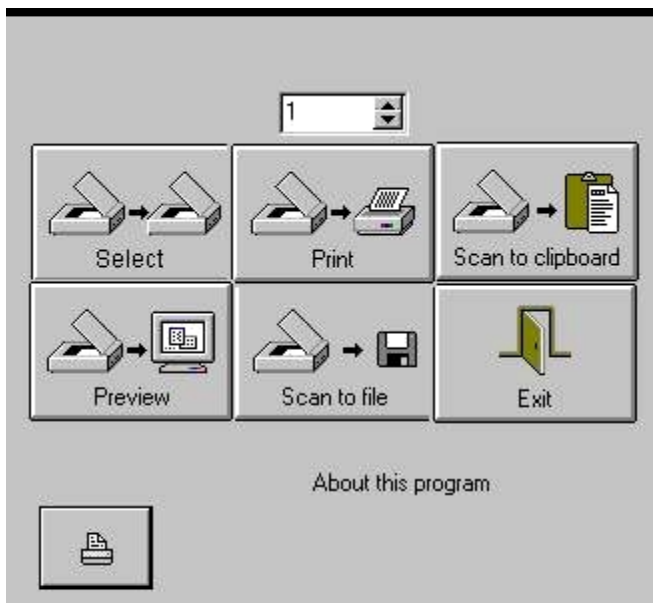 1
Select
Print
Scan to clipboard
Preview
Scan to file
Exit
About this program